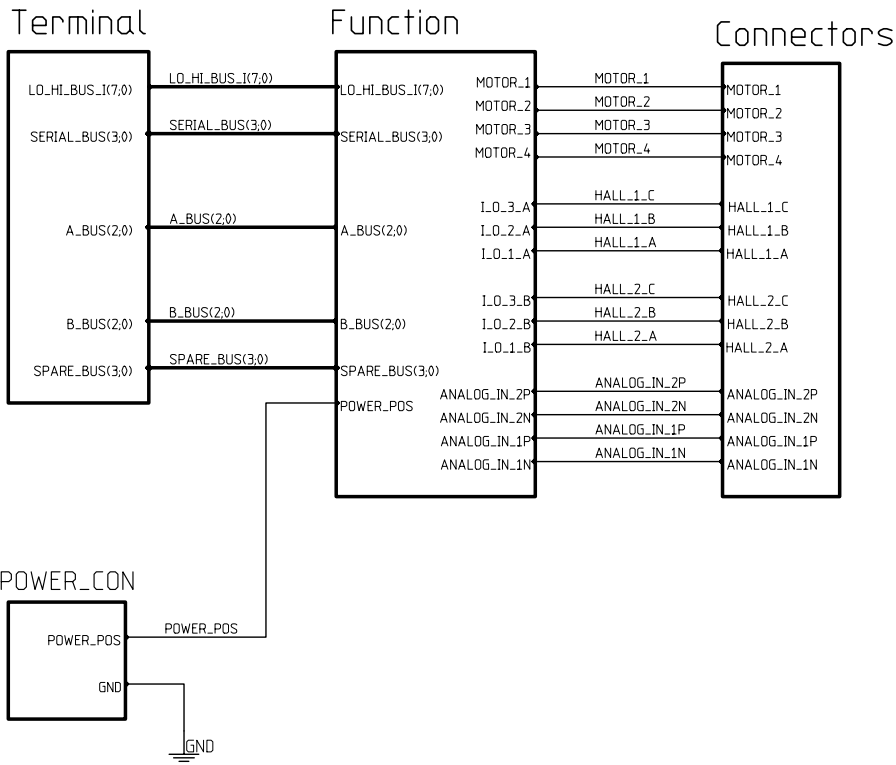 Terminal
Function
Connectors
LO_HI_BUS_I(7;0)
SERIAL_BUS(3;0)
A_BUS(2;0)
B_BUS(2;0)
SPARE_BUS(3;0)
LO_HI_BUS_I(7;0)
SERIAL_BUS(3;0)
A_BUS(2;0)
B_BUS(2;0)
SPARE_BUS(3;0)
LO_HI_BUS_I(7;0)
SERIAL_BUS(3;0)
A_BUS(2;0)
B_BUS(2;0)
SPARE_BUS(3;0)
POWER_POS
MOTOR_1
MOTOR_2
MOTOR_3
MOTOR_4
I_O_3_A
I_O_2_A
I_O_1_A
I_O_3_B
I_O_2_B
I_O_1_B
ANALOG_IN_2P
ANALOG_IN_2N
ANALOG_IN_1P
ANALOG_IN_1N
MOTOR_1
MOTOR_2
MOTOR_3
MOTOR_4
HALL_1_C
HALL_1_B
HALL_1_A
HALL_2_C
HALL_2_B
HALL_2_A
ANALOG_IN_2P
ANALOG_IN_2N
ANALOG_IN_1P
ANALOG_IN_1N
MOTOR_1
MOTOR_2
MOTOR_3
MOTOR_4
HALL_1_C
HALL_1_B
HALL_1_A
HALL_2_C
HALL_2_B
HALL_2_A
ANALOG_IN_2P
ANALOG_IN_2N
ANALOG_IN_1P
ANALOG_IN_1N
POWER_CON
POWER_POS
GND
POWER_POS
GND